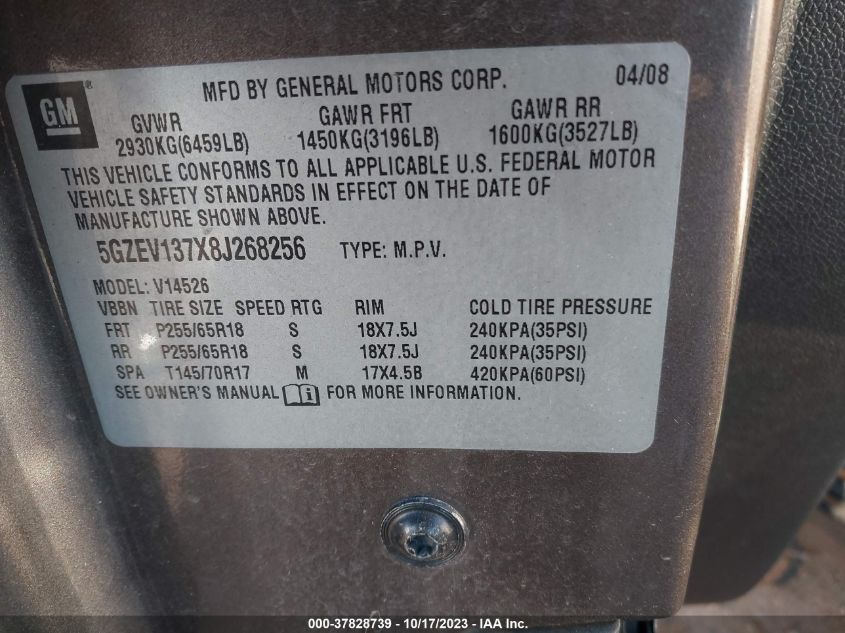 GM ®
MFD BY GENERAL MOTORS CORP. 04/08
GVWR GAWR FRT GAWR RR
2930KG(6459LB) 1450KG(3196LB) 1600KG(3527LB)
THIS VEHICLE CONFORMS TO ALL APPLICABLE U.S. FEDERAL MOTOR
VEHICLE SAFETY STANDARDS IN EFFECT ON THE DATE OF
MANUFACTURE SHOWN ABOVE.
5GZEV137X8J268256 TYPE: M.P.V.
MODEL: V14526
VBBN TIRE SIZE SPEED RTG RIM COLD TIRE PRESSURE
FRT P255/65R18 S 18X7.5J 240KPA(35PSI)
RR P255/65R18 S 18X7.5J 240KPA(35PSI)
SPA T145/70R17 M 17X4.5B 420KPA(60PSI)
SEE OWNER'S MANUAL i FOR MORE INFORMATION.
000-37828739 - 10/17/2023 - IAA Inc.